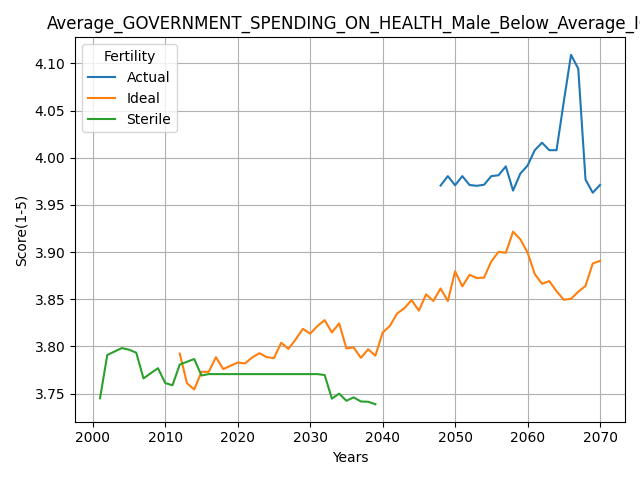 Average_GOVERNMENT_SPENDING_ON_HEALTH_Male_Below_Average_I
Fertility
Actual
Ideal
Sterile
Score(1-5)
4.10
4.05
4.00
3.95
3.90
3.85
3.80
3.75
2000 2010 2020 2030 2040 2050 2060 2070
Years